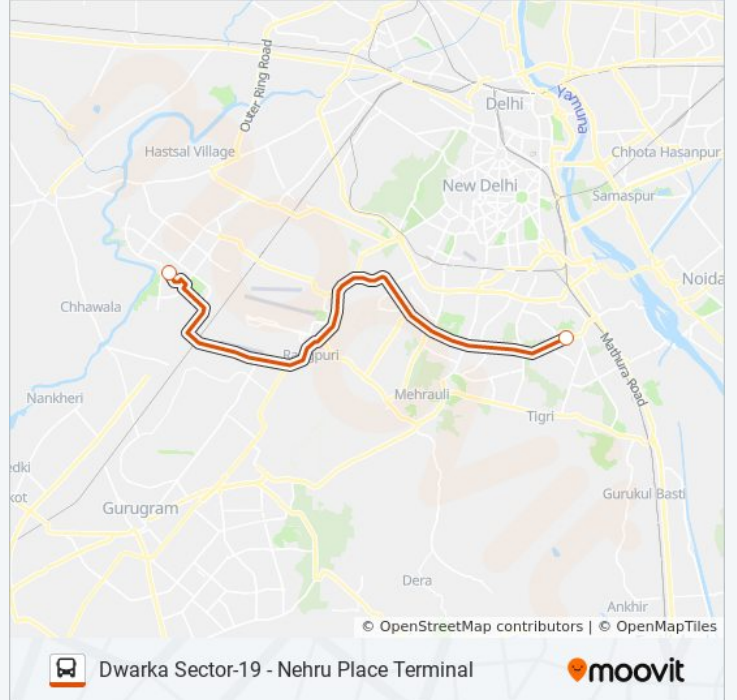 Outer Ring Road
Delhi
Yamuna
Hastsal Village
Chhota Hasanpur
New Delhi
Samaspur
Noida
Chhawala
Rangpuri
Mathura Road
Nankheri
Mehrauli
Tigri
edki
kot
Gurukul Basti
Gurugram
Dera
Ankhir
© OpenStreetMap contributors | © OpenMapTiles
Dwarka Sector-19 - Nehru Place Terminal
moovit